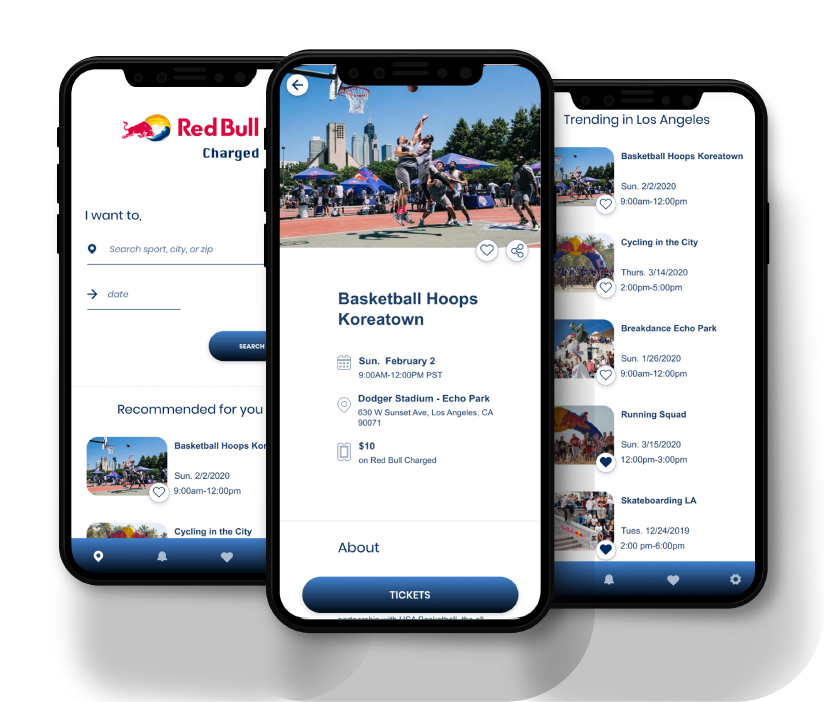 Red Bull
Charged
I want to,
Search sport, city, or zip
date
SEARCH
Recommended for you
Basketball Hoops Kor
Sun. 2/2/2020
9:00am-12:00pm
Cycling in the City
Basketball Hoops
Koreatown
Sun. February 2
9:00AM-12:00PM PST
Dodger Stadium - Echo Park
630 W Sunset Ave, Los Angeles, CA
90071
$10
on Red Bull Charged
About
TICKETS
partnership with USA Basketball, the all
Trending in Los Angeles
Basketball Hoops Koreatown
Sun. 2/2/2020
9:00am-12:00pm
Cycling in the City
Thurs. 3/14/2020
2:00pm-5:00pm
Breakdance Echo Park
Sun. 1/26/2020
9:00am-12:00pm
Running Squad
Sun. 3/15/2020
12:00pm-3:00pm
Skateboarding LA
Tues. 12/24/2019
2:00 pm-6:00pm